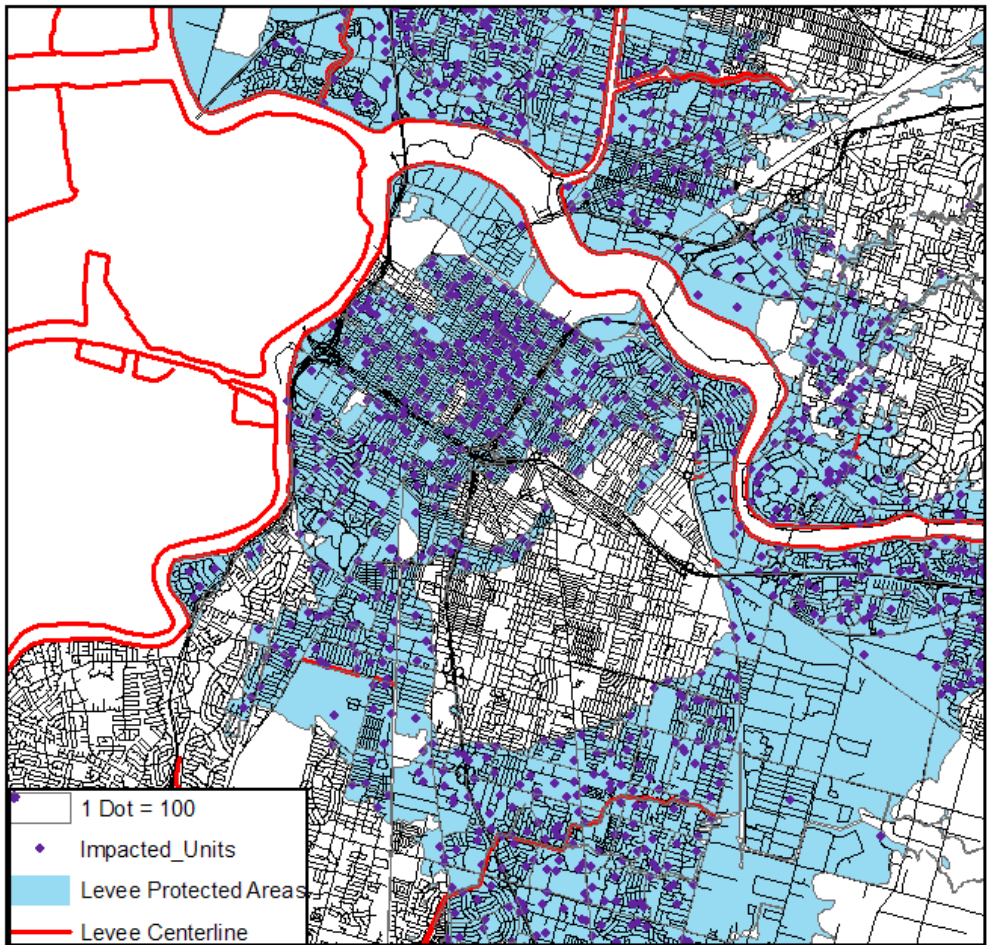 1 Dot = 100
Impacted_Units
Levee Protected Areas
Levee Centerline